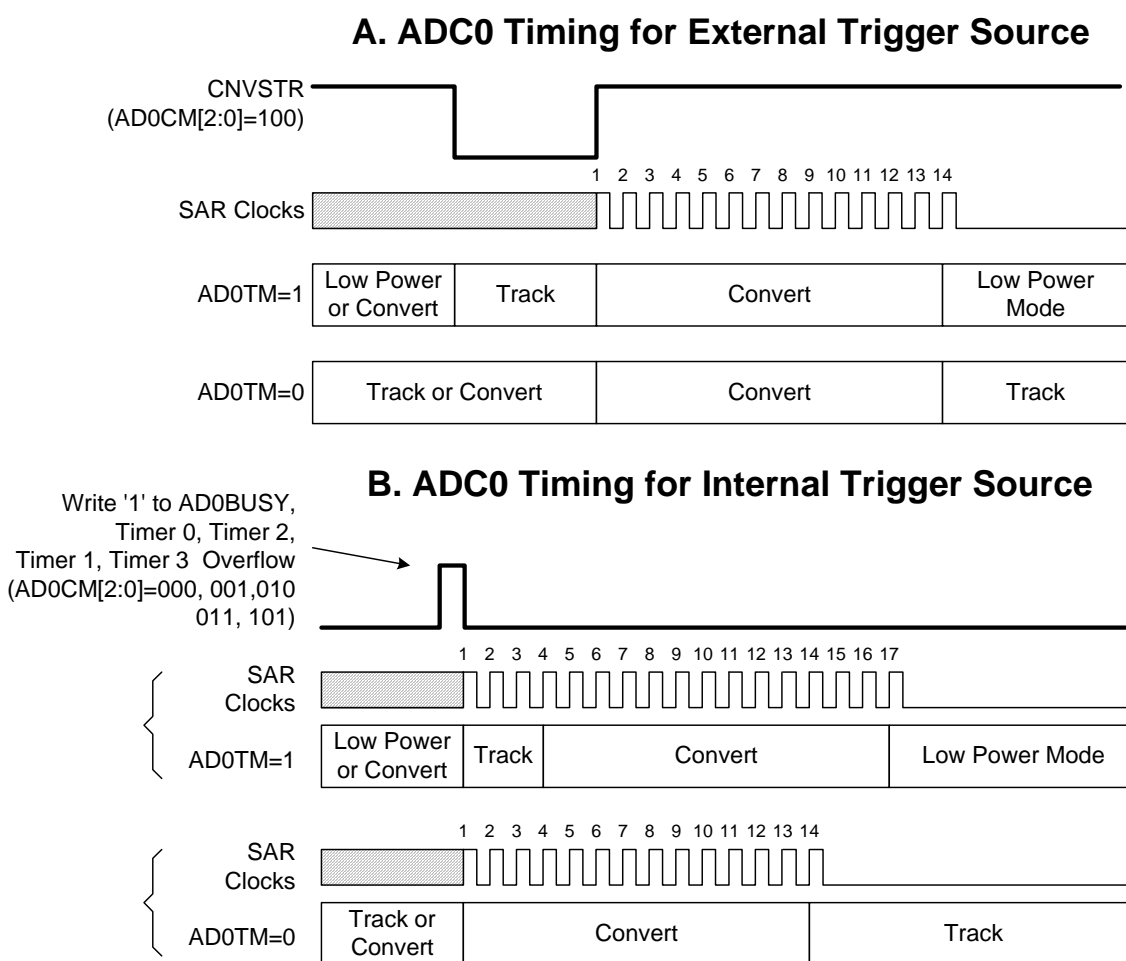 A. ADC0 Timing for External Trigger Source
CNVSTR
(AD0CM[2:0]=100)
1 2 3 4 5 6 7 8 9 10 11 12 13 14
SAR Clocks
AD0TM=1
Low Power
or Convert
Track
Convert
Low Power
Mode
AD0TM=0
Track or Convert
Convert
Track
B. ADC0 Timing for Internal Trigger Source
Write '1' to AD0BUSY,
Timer 0, Timer 2,
Timer 1, Timer 3 Overflow
(AD0CM[2:0]=000, 001,010
011, 101)
1 2 3 4 5 6 7 8 9 10 11 12 13 14 15 16 17
SAR
Clocks
AD0TM=1
Low Power
or Convert
Track
Convert
Low Power Mode
1 2 3 4 5 6 7 8 9 10 11 12 13 14
SAR
Clocks
AD0TM=0
Track or
Convert
Convert
Track